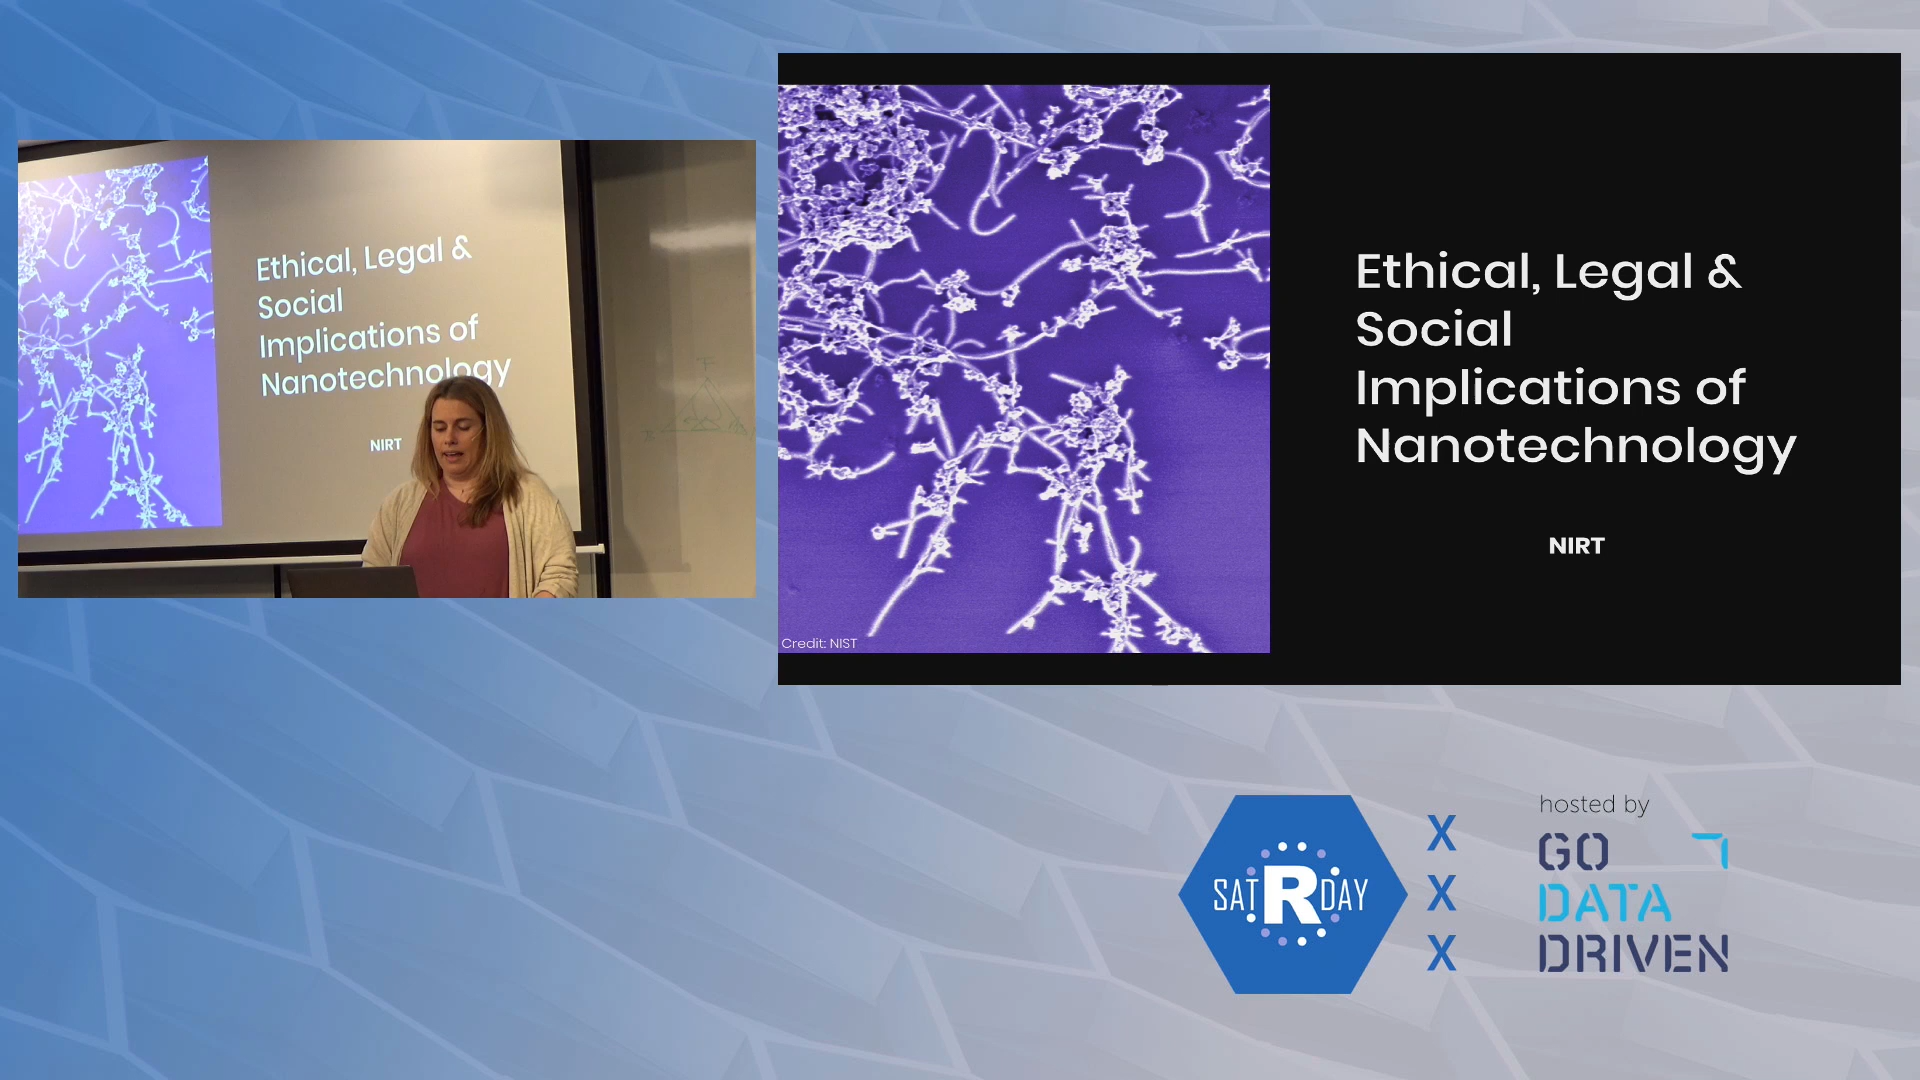 Ethical, Legal &
Social
Implications of
Nanotechnology
NIRT
Ethical, Legal &
Social
Implications of
Nanotechnology
NIRT
Credit: NIST
SATRDAY
X
X
X
hosted by
GO
DATA
DRIVEN